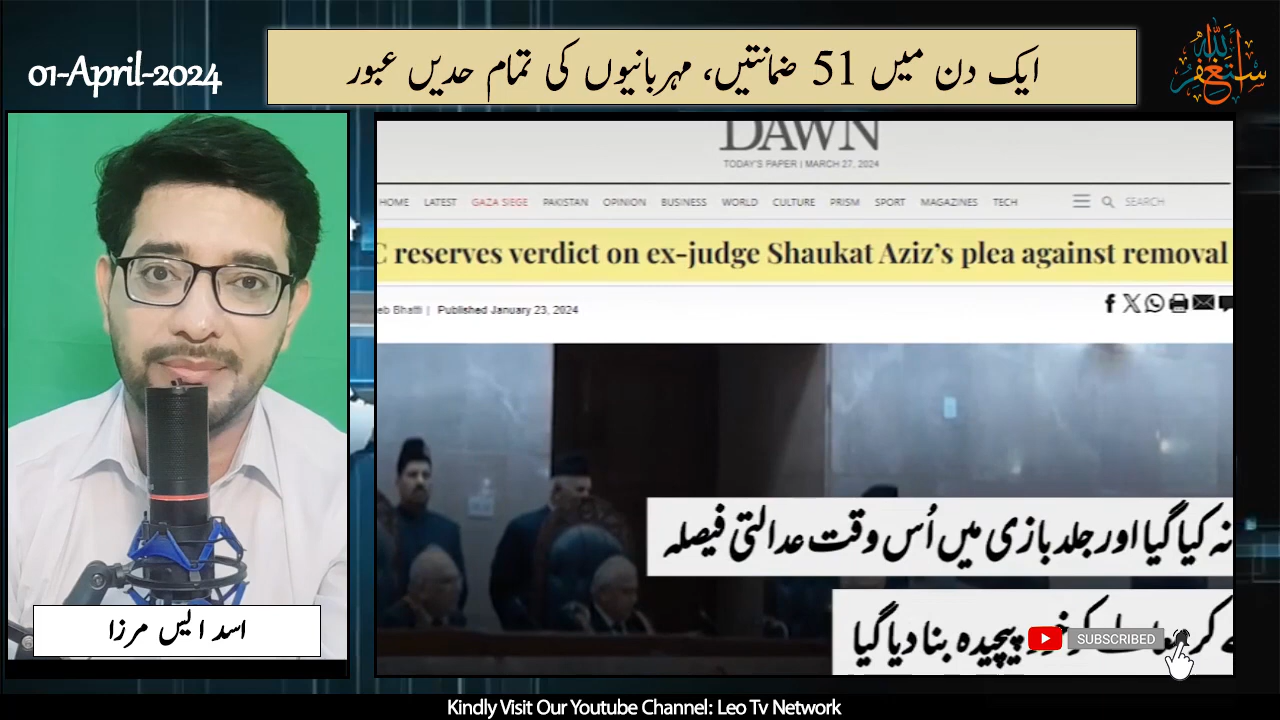 01-April-2024
ایک دن میں 51 ضمانتیں، مہربانیوں کی تمام حدیں عبور
DAWN
TODAY'S PAPER | MARCH 27, 2024
HOME LATEST GAZA SIEGE PAKISTAN OPINION BUSINESS WORLD CULTURE PRISM SPORT MAGAZINES TECH SEARCH
C reserves verdict on ex-judge Shaukat Aziz's plea against removal
eb Bhatti | Published January 23, 2024
نہ کیا گیا اور جلد بازی میں اُس وقت عدالتی فیصلہ
پیچیدہ بنا دیا گیا
SUBSCRIBED
اسد ایس مرزا
Kindly Visit Our Youtube Channel: Leo Tv Network